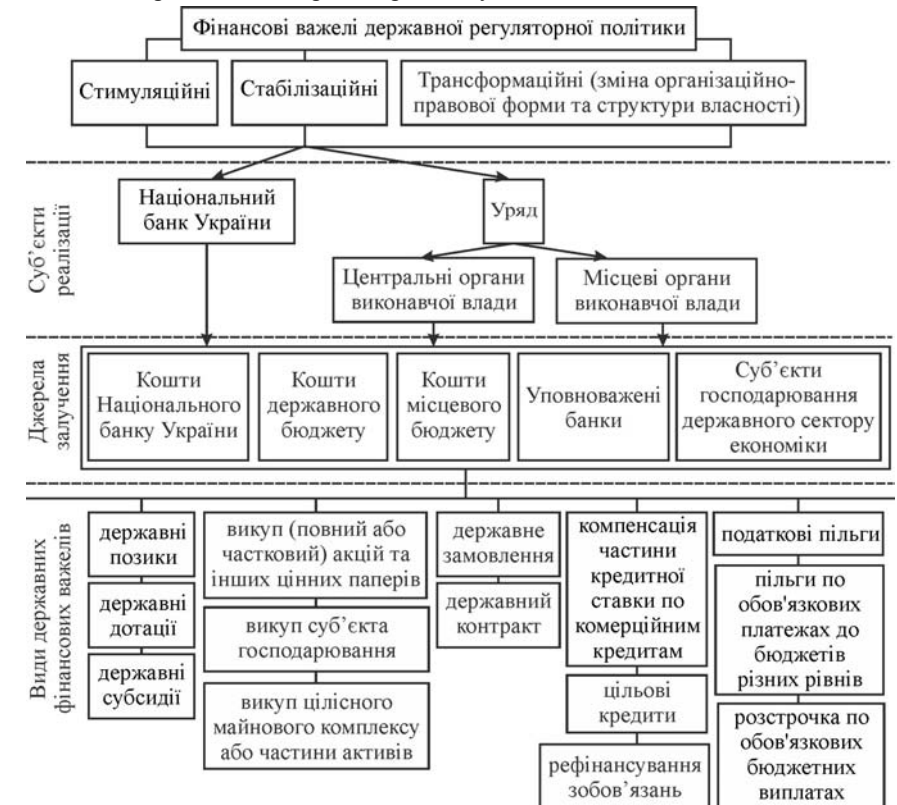 Фінансові важелі державної регуляторної політики
Стимуляційні
Стабілізаційні
Трансформаційні (зміна організаційно-
правової форми та структури власності)
Суб’єкти
реалізації
Національний
банк України
Уряд
Центральні органи
виконавчої влади
Місцеві органи
виконавчої влади
Джерела
залучення
Кошти
Національного
банку України
Кошти
державного
бюджету
Кошти
місцевого
бюджету
Уповноважені
банки
Суб’єкти
господарювання
державного сектору
економіки
Види державних
фінансових важелів
державні
позики
державні
дотації
державні
субсидії
викуп (повний або
частковий) акцій та
інших цінних паперів
викуп суб’єкта
господарювання
викуп цілісного
майнового комплексу
або частини активів
державне
замовлення
державний
контракт
компенсація
частини
кредитної
ставки по
комерційним
кредитам
цільові
кредити
рефінансування
зобов’язань
податкові пільги
пільги по
обов'язкових
платежах до
бюджетів
різних рівнів
розстрочка по
обов'язкових
бюджетних
виплатах